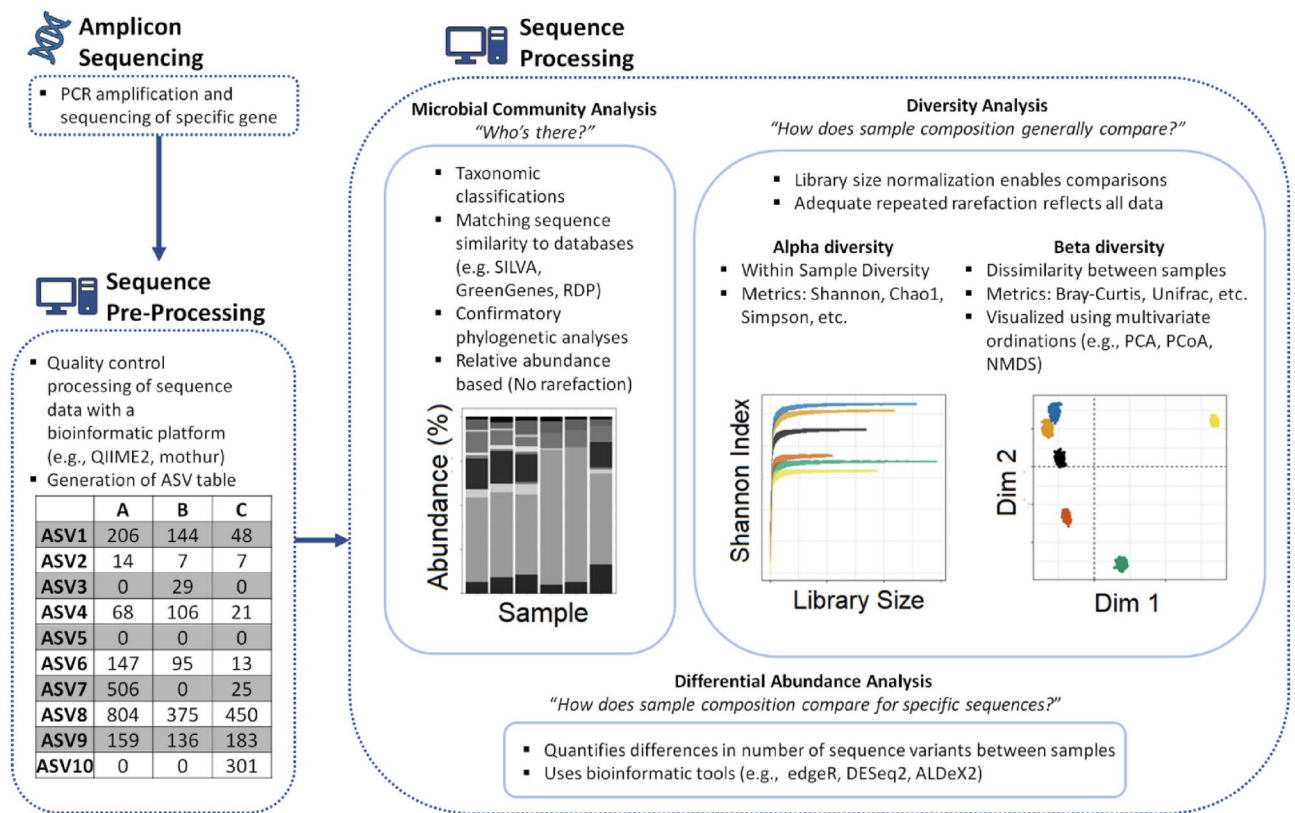 Amplicon
Sequencing
▪ PCR amplification and
sequencing of specific gene
Sequence
Pre-Processing
▪ Quality control
processing of sequence
data with a
bioinformatic platform
(e.g., QIIME2, mothur)
▪ Generation of ASV table
A B C
ASV1 206 144 48
ASV2 14 7 7
ASV3 0 29 0
ASV4 68 106 21
ASV5 0 0 0
ASV6 147 95 13
ASV7 506 0 25
ASV8 804 375 450
ASV9 159 136 183
ASV10 0 0 301
Sequence
Processing
Microbial Community Analysis
"Who's there?"
▪ Taxonomic
classifications
▪ Matching sequence
similarity to databases
(e.g. SILVA,
GreenGenes, RDP)
▪ Confirmatory
phylogenetic analyses
▪ Relative abundance
based (No rarefaction)
Abundance (%)
Sample
Diversity Analysis
"How does sample composition generally compare?"
▪ Library size normalization enables comparisons
▪ Adequate repeated rarefaction reflects all data
Alpha diversity
▪ Within Sample Diversity
▪ Metrics: Shannon, Chao1,
Simpson, etc.
Shannon Index
Library Size
Beta diversity
▪ Dissimilarity between samples
▪ Metrics: Bray-Curtis, Unifrac, etc.
▪ Visualized using multivariate
ordinations (e.g., PCA, PCoA,
NMDS)
Dim 2
Dim 1
Differential Abundance Analysis
"How does sample composition compare for specific sequences?"
▪ Quantifies differences in number of sequence variants between samples
▪ Uses bioinformatic tools (e.g., edgeR, DESeq2, ALDeX2)